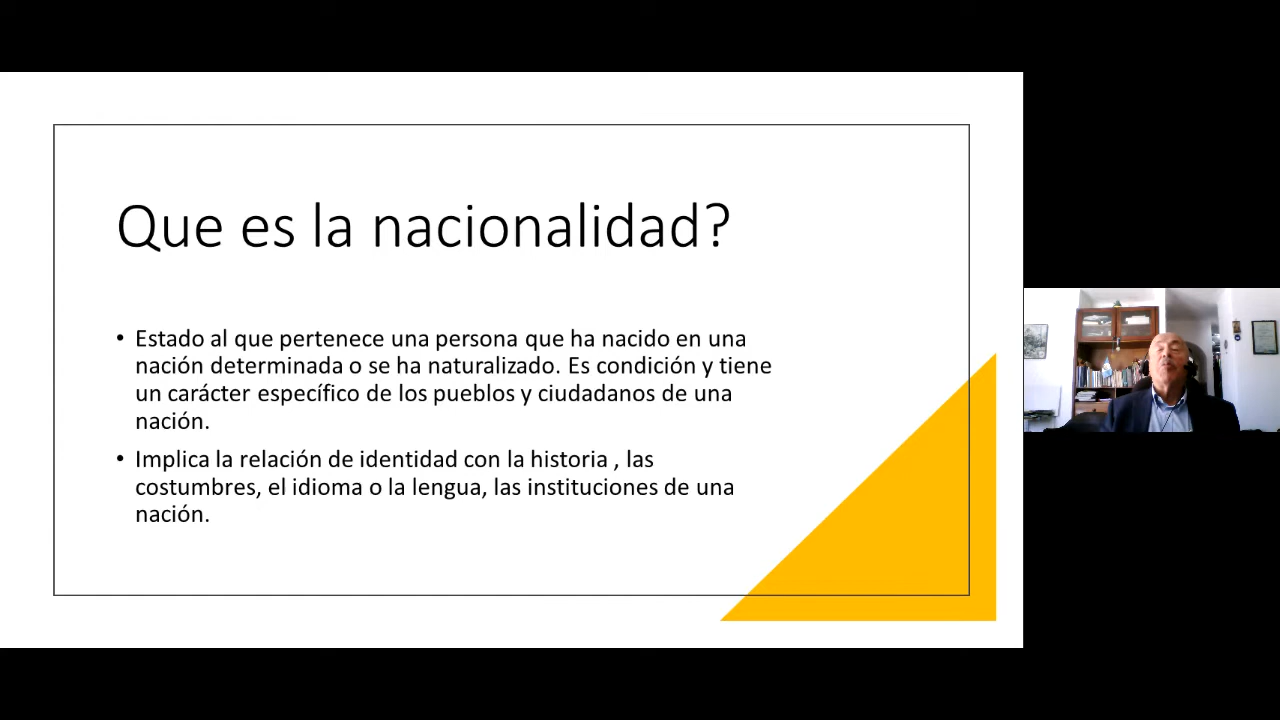 Que es la nacionalidad?
• Estado al que pertenece una persona que ha nacido en una
nación determinada o se ha naturalizado. Es condición y tiene
un carácter específico de los pueblos y ciudadanos de una
nación.
• Implica la relación de identidad con la historia , las
costumbres, el idioma o la lengua, las instituciones de una
nación.